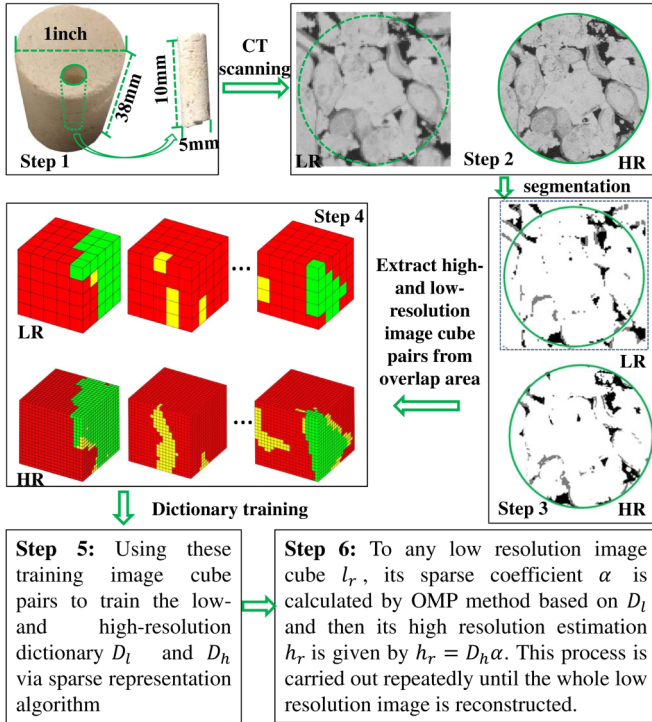 1inch
38mm
10mm
5mm
Step 1
CT
scanning
LR
Step 2
HR
segmentation
Step 4
LR
...
HR
...
Extract high-
and low-
resolution
image cube
pairs from
overlap area
LR
Step 3
HR
Dictionary training
Step 5: Using these
training image cube
pairs to train the low-
and high-resolution
dictionary D_l and D_h
via sparse representation
algorithm
Step 6: To any low resolution image
cube l_r, its sparse coefficient α is
calculated by OMP method based on D_l
and then its high resolution estimation
h_r is given by h_r = D_hα. This process is
carried out repeatedly until the whole low
resolution image is reconstructed.